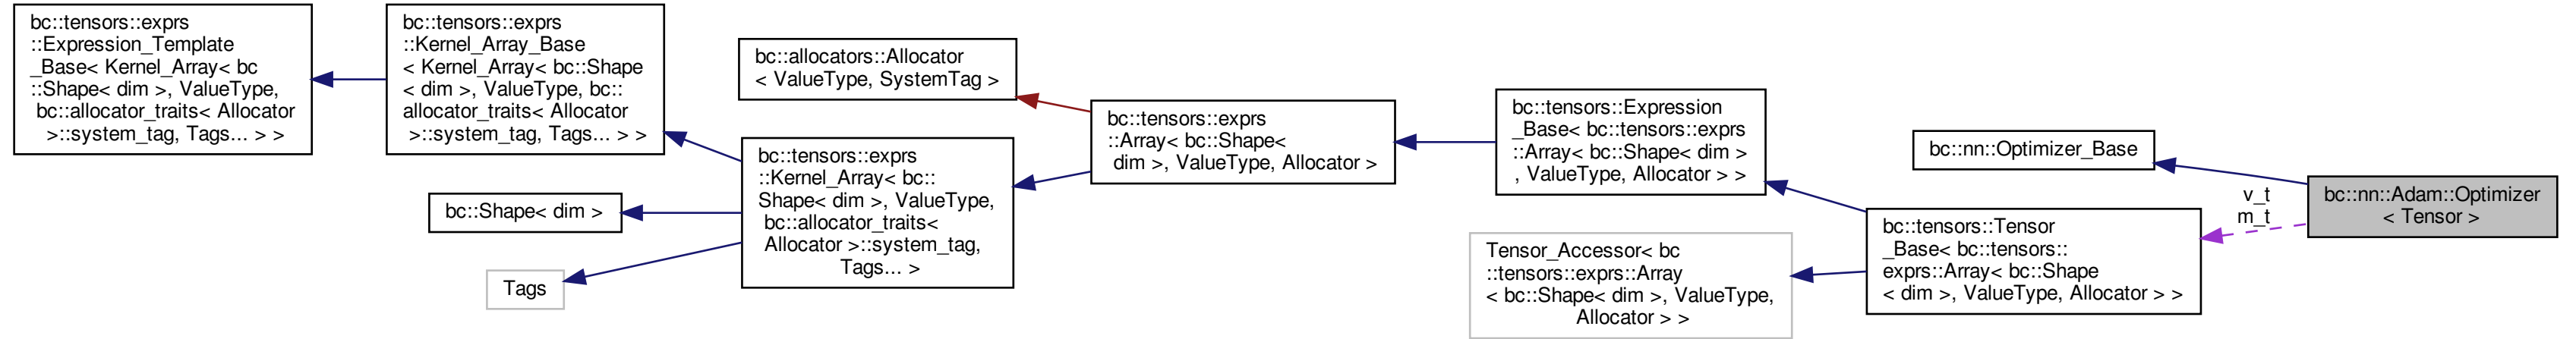 bc::tensors::exprs
::Expression_Template
_Base< Kernel_Array< bc
::Shape< dim >, ValueType,
bc::allocator_traits< Allocator
>::system_tag, Tags... > >
bc::tensors::exprs
::Kernel_Array_Base
< Kernel_Array< bc::Shape
< dim >, ValueType, bc::
allocator_traits< Allocator
>::system_tag, Tags... > >
bc::allocators::Allocator
< ValueType, SystemTag >
bc::tensors::exprs
::Kernel_Array< bc::
Shape< dim >, ValueType,
bc::allocator_traits<
Allocator >::system_tag,
Tags... >
bc::Shape< dim >
Tags
bc::tensors::exprs
::Array< bc::Shape<
dim >, ValueType, Allocator >
bc::tensors::Expression
_Base< bc::tensors::exprs
::Array< bc::Shape< dim >
, ValueType, Allocator > >
Tensor_Accessor< bc
::tensors::exprs::Array
< bc::Shape< dim >, ValueType,
Allocator > >
bc::nn::Optimizer_Base
bc::tensors::Tensor
_Base< bc::tensors::
exprs::Array< bc::Shape
< dim >, ValueType, Allocator > >
v_t
m_t
bc::nn::Adam::Optimizer
< Tensor >